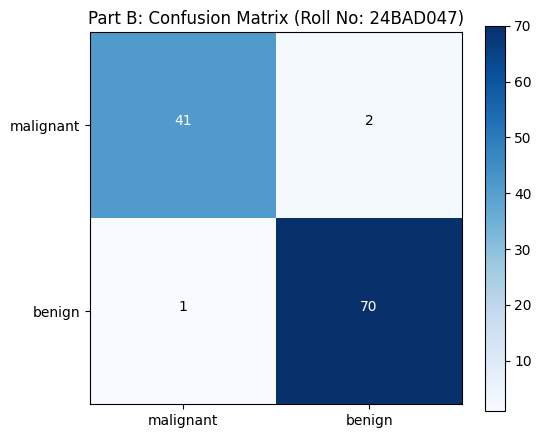 Part B: Confusion Matrix (Roll No: 24BAD047)
malignant
41
2
benign
1
70
malignant
benign
70
60
50
40
30
20
10